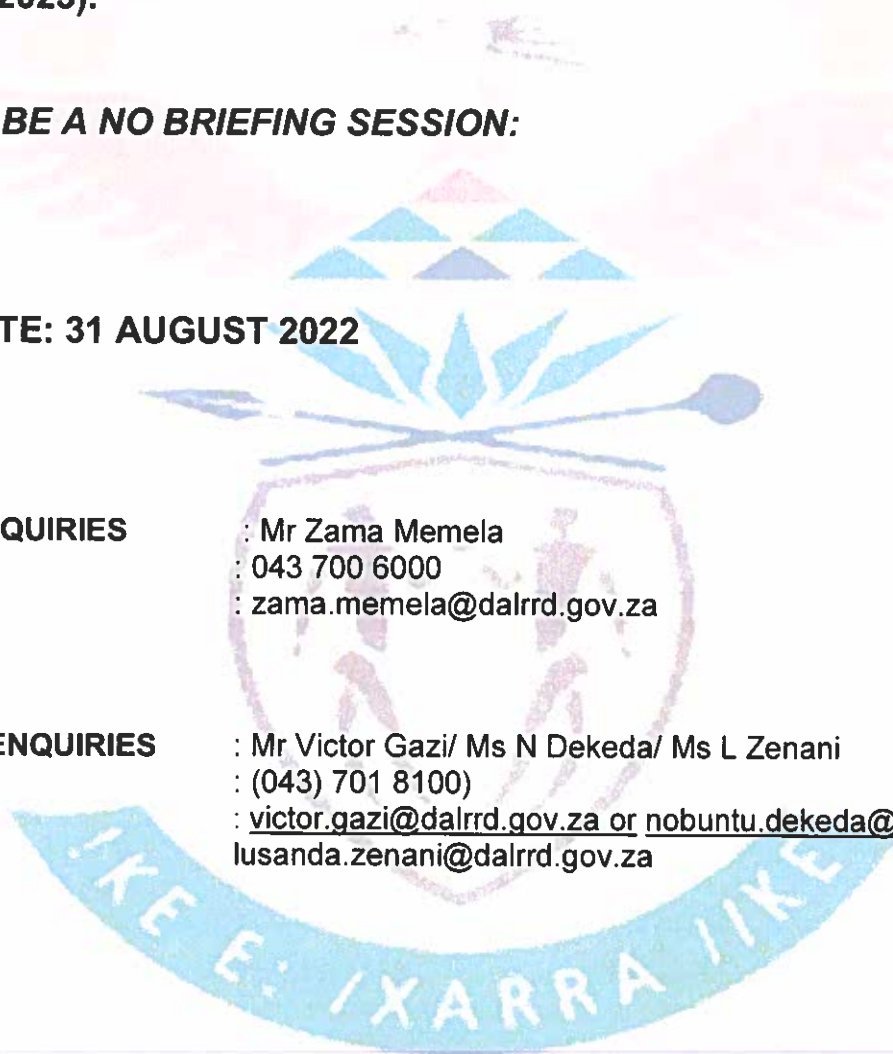 2023).
BE A NO BRIEFING SESSION:
TE: 31 AUGUST 2022
QUIRIES : Mr Zama Memela
: 043 700 6000
: zama.memela@dalrrd.gov.za
ENQUIRIES : Mr Victor Gazi/ Ms N Dekeda/ Ms L Zenani
: (043) 701 8100)
: victor.gazi@dalrrd.gov.za or nobuntu.dekeda@
lusanda.zenani@dalrrd.gov.za
!KE E: /XARRA //KE